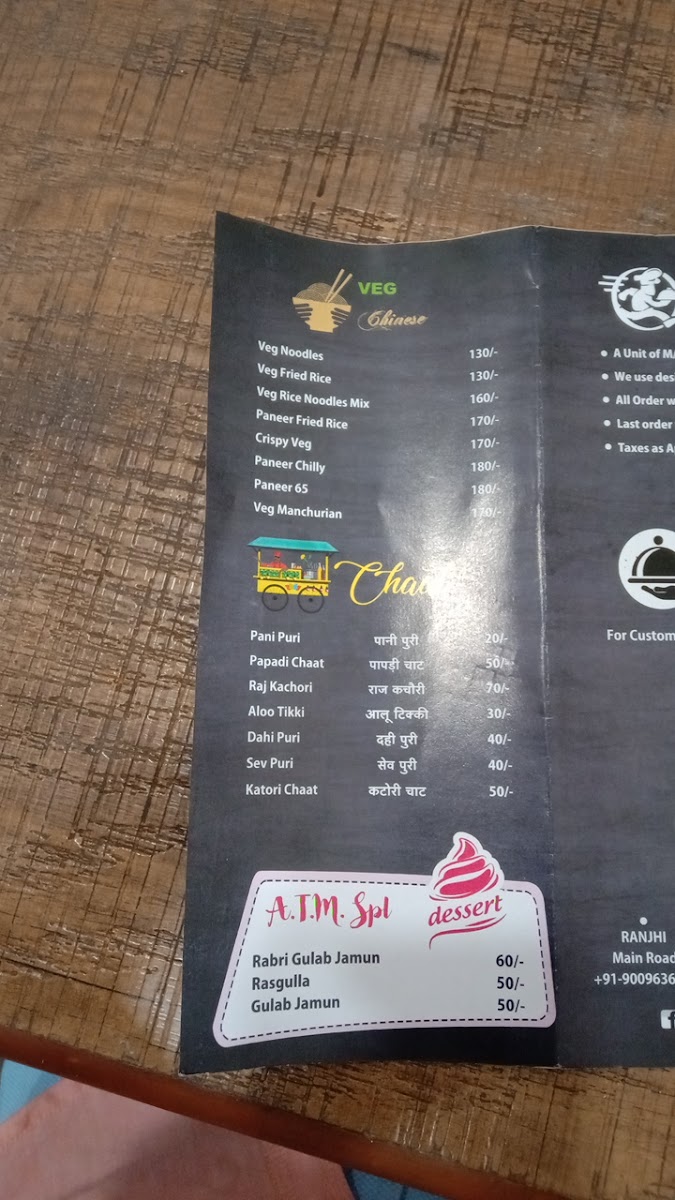 VEG
Chinese
Veg Noodles 130/-
Veg Fried Rice 130/-
Veg Rice Noodles Mix 160/-
Paneer Fried Rice 170/-
Crispy Veg 170/-
Paneer Chilly 180/-
Paneer 65 180/-
Veg Manchurian 170/-
Pani Puri पानी पुरी 20/-
Papadi Chaat पापड़ी चाट 50/-
Raj Kachori राज कचोरी 70/-
Aloo Tikki आलू टिक्की 30/-
Dahi Puri दही पुरी 40/-
Sev Puri सेव पुरी 40/-
Katori Chaat कटोरी चाट 50/-
A.T.M. Spl
dessert
Rabri Gulab Jamun 60/-
Rasgulla 50/-
Gulab Jamun 50/-
• A Unit of
• We use
• All Order
• Last order
• Taxes as
For
RANJHI
Main Road
+91-9009636